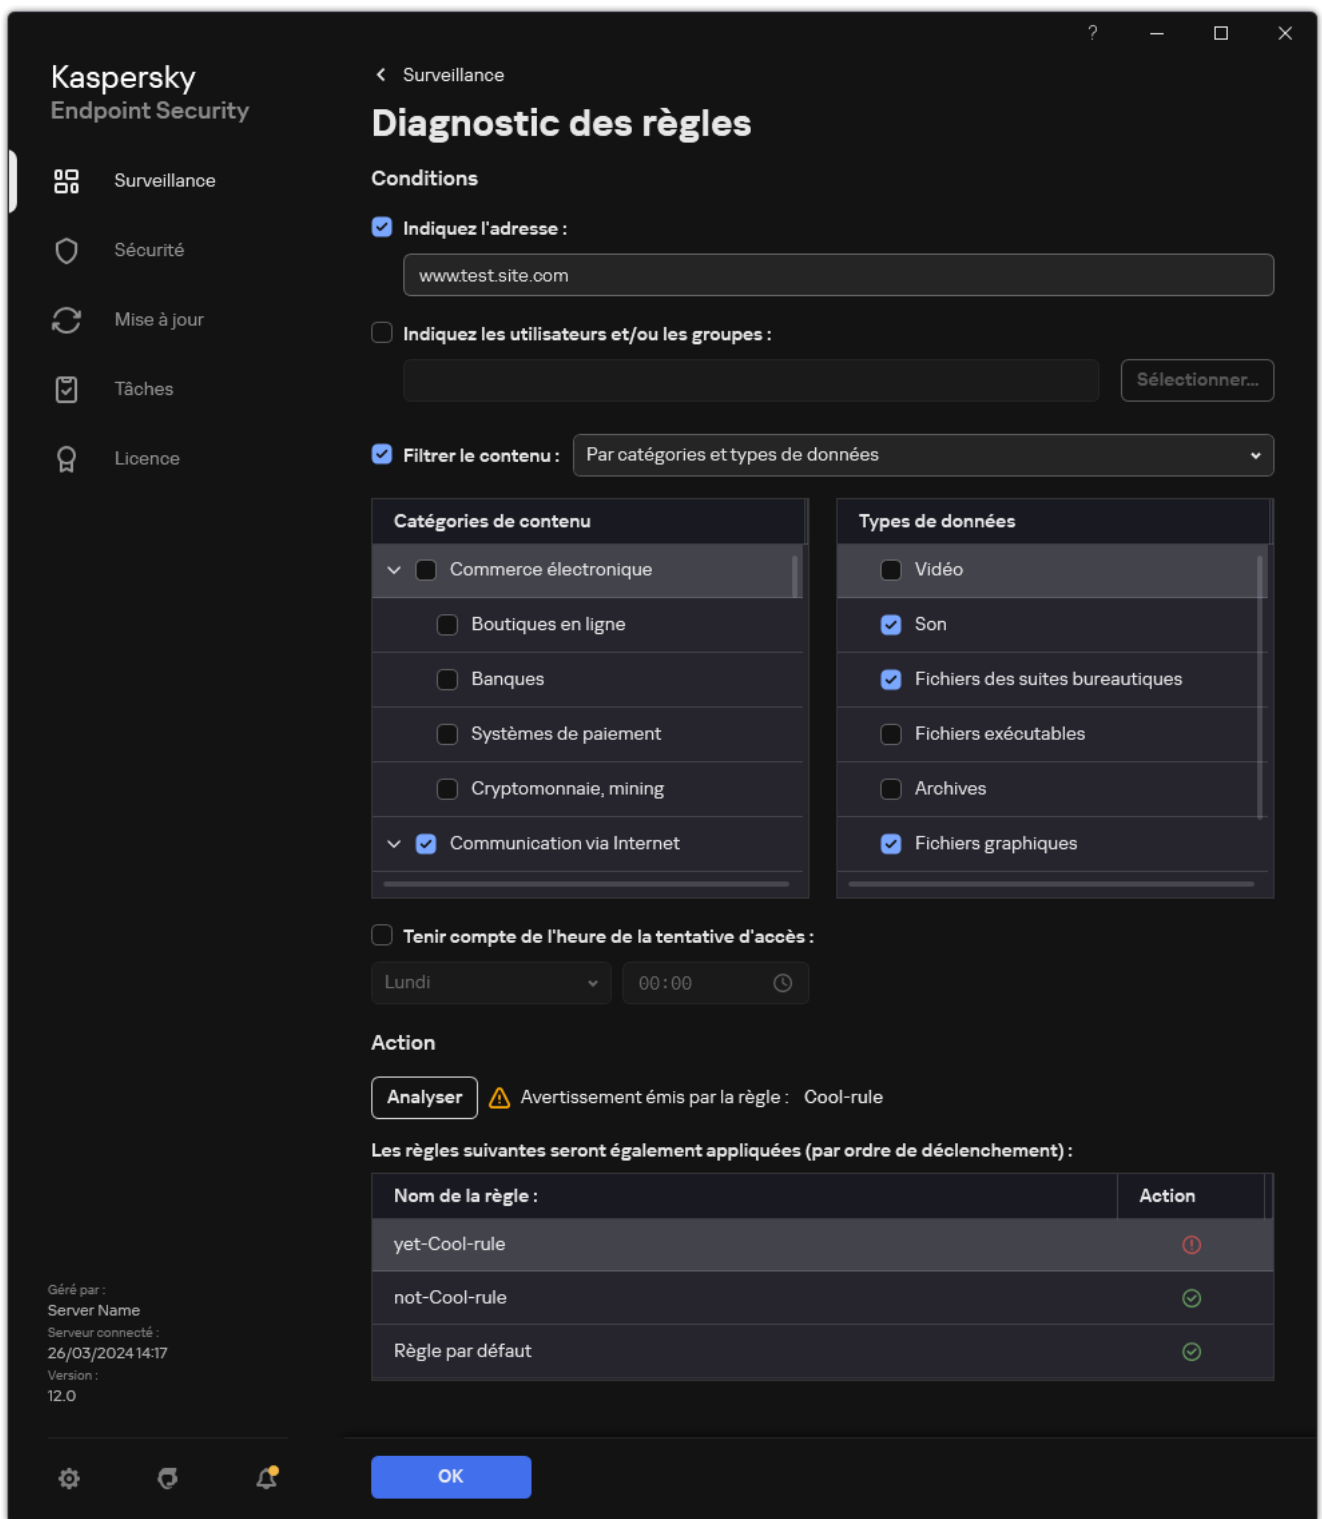 ?
Kaspersky
Endpoint Security
Surveillance
Sécurité
Mise à jour
Tâches
Licence
Géré par :
Server Name
Serveur connecté :
26/03/2024 14:17
Version :
12.0
Surveillance
Diagnostic des règles
Conditions
Indiquez l'adresse :
www.test.site.com
Indiquez les utilisateurs et/ou les groupes :
Sélectionner...
Filtrer le contenu : Par catégories et types de données
Catégories de contenu
Commerce électronique
Boutiques en ligne
Banques
Systèmes de paiement
Cryptomonnaie, mining
Communication via Internet
Types de données
Vidéo
Son
Fichiers des suites bureautiques
Fichiers exécutables
Archives
Fichiers graphiques
Tenir compte de l'heure de la tentative d'accès :
Lundi 00:00
Action
Analyser Avertissement émis par la règle : Cool-rule
Les règles suivantes seront également appliquées (par ordre de déclenchement) :
Nom de la règle : Action
yet-Cool-rule
not-Cool-rule
Règle par défaut
OK